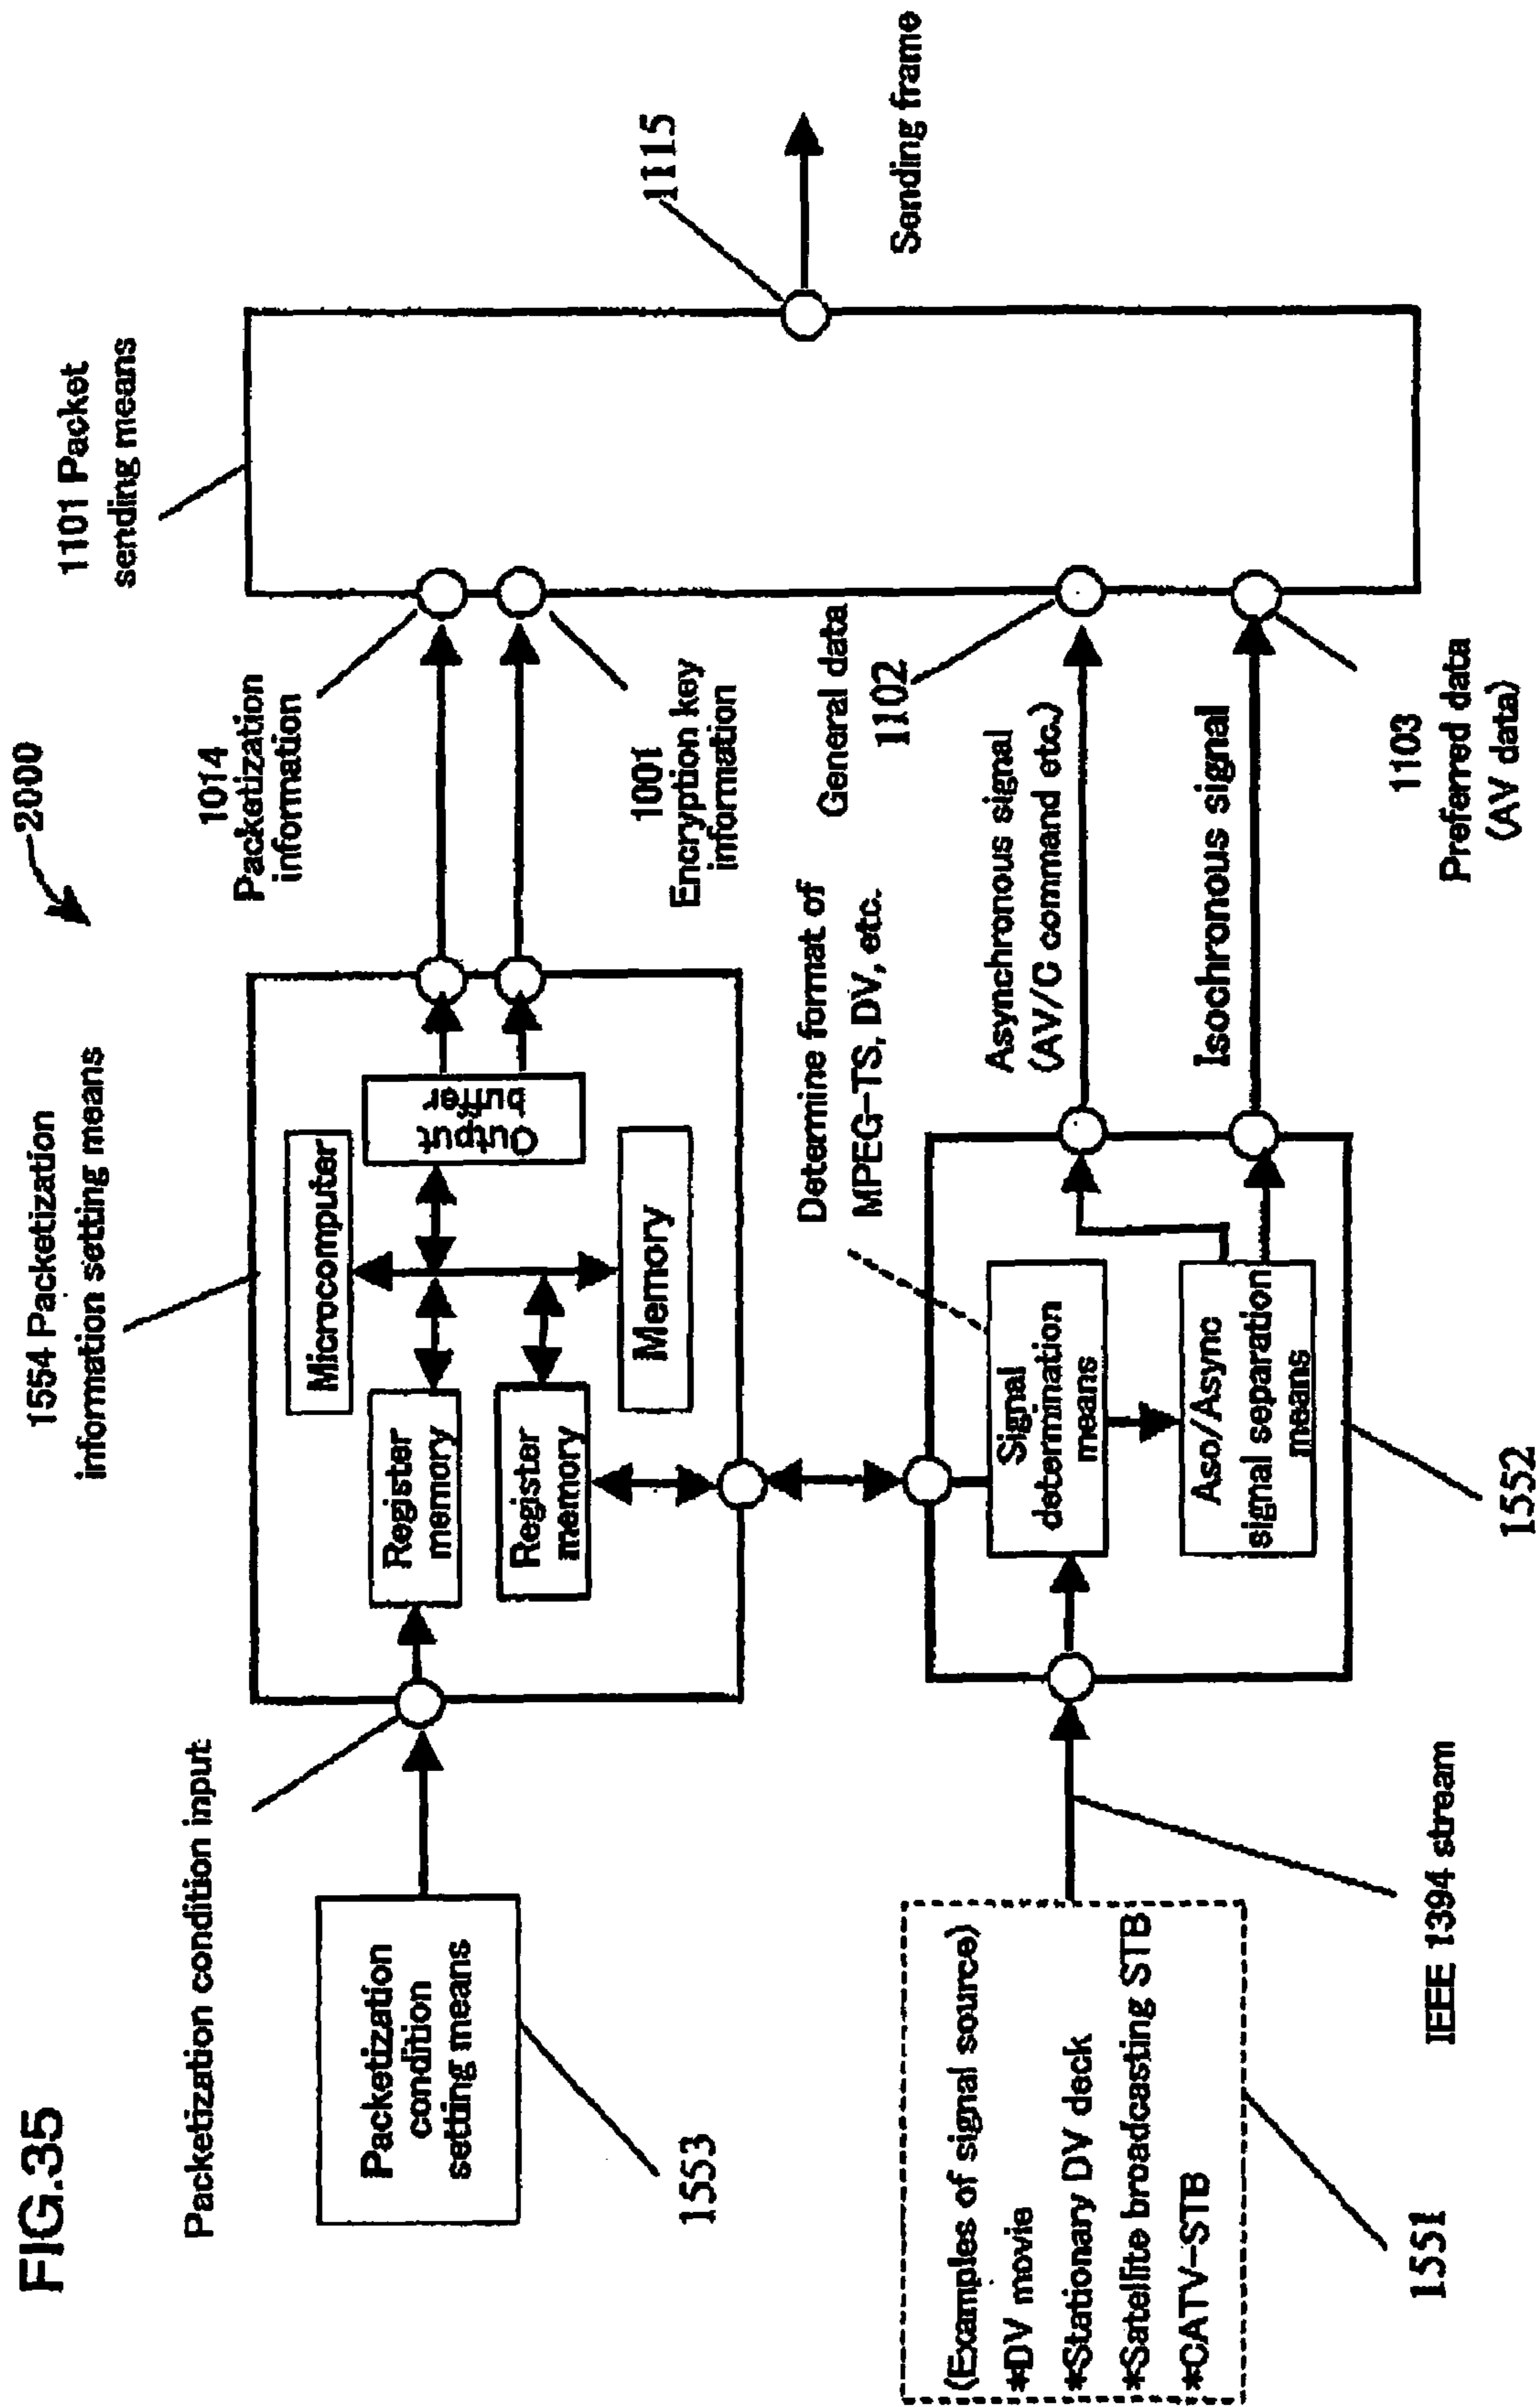 FIG.35
2000
Packetization condition input
1554 Packetization
information setting means
1014
Packetization
information
1101 Packet
sending means
Packetization
condition
setting means
1553
Register
memory
Register
memory
Microcomputer
Memory
Output
buffer
1001
Encryption key
information
1115
Sending frame
General data
1102
Determine format of
MPEG-TS, DV, etc.
Asynchronous signal
(AV/C command etc.)
Isochronous signal
1103
Preferred data
(AV data)
(Examples of signal source)
*DV movie
*Stationary DV deck
*Satellite broadcasting STB
*CATV-STB
1551
IEEE 1394 stream
Signal
determination
means
Aso/Async
signal separation
means
1552